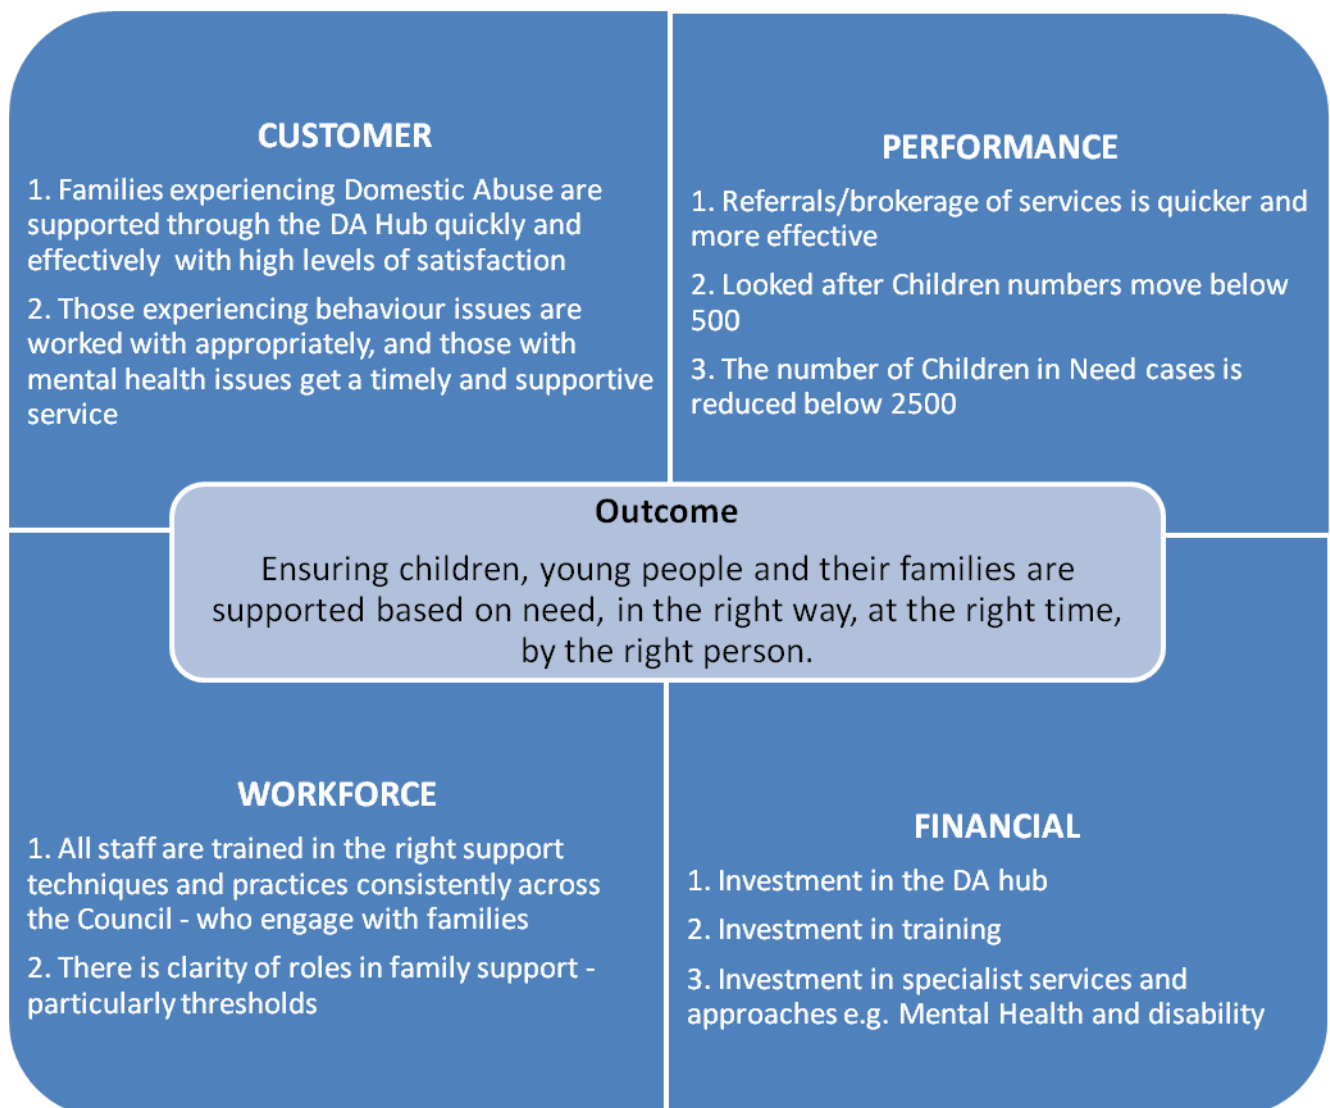 CUSTOMER
1. Families experiencing Domestic Abuse are
supported through the DA Hub quickly and
effectively  with high levels of satisfaction
2. Those experiencing behaviour issues are
worked with appropriately, and those with
mental health issues get a timely and supportive
service
PERFORMANCE
1. Referrals/brokerage of services is quicker and
more effective
2. Looked after Children numbers move below
500
3. The number of Children in Need cases is
reduced below 2500
Outcome
Ensuring children, young people and their families are
supported based on need, in the right way, at the right time,
by the right person.
WORKFORCE
1. All staff are trained in the right support
techniques and practices consistently across
the Council - who engage with families
2. There is clarity of roles in family support -
particularly thresholds
FINANCIAL
1. Investment in the DA hub
2. Investment in training
3. Investment in specialist services and
approaches e.g. Mental Health and disability